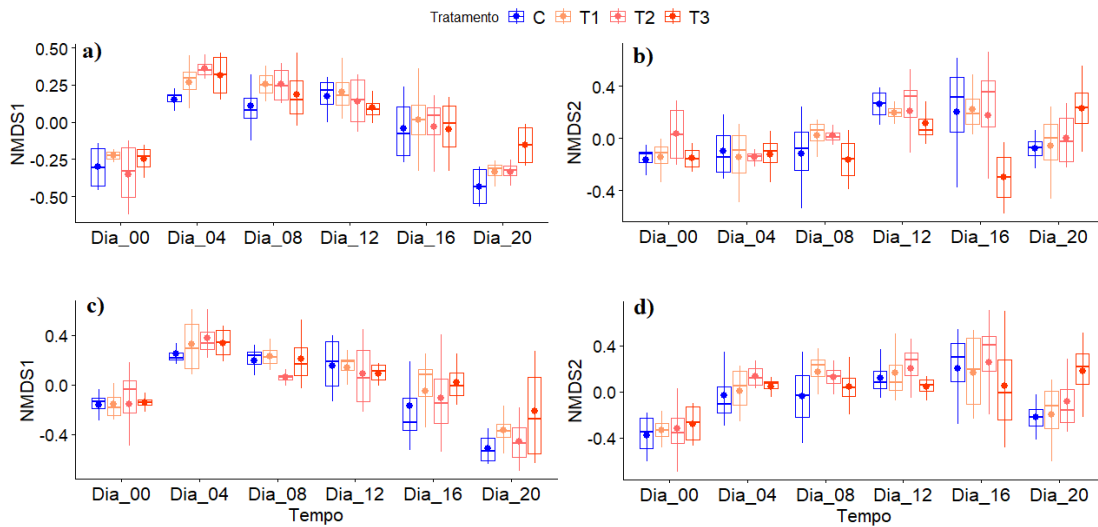 Tratamento C T1 T2 T3
a)
NMDS1
0.50
0.25
0.00
-0.25
-0.50
Dia_00 Dia_04 Dia_08 Dia_12 Dia_16 Dia_20
b)
NMDS2
0.4
0.0
-0.4
Dia_00 Dia_04 Dia_08 Dia_12 Dia_16 Dia_20
c)
NMDS1
0.4
0.0
-0.4
Dia_00 Dia_04 Dia_08 Dia_12 Dia_16 Dia_20
Tempo
d)
NMDS2
0.4
0.0
-0.4
Dia_00 Dia_04 Dia_08 Dia_12 Dia_16 Dia_20
Tempo